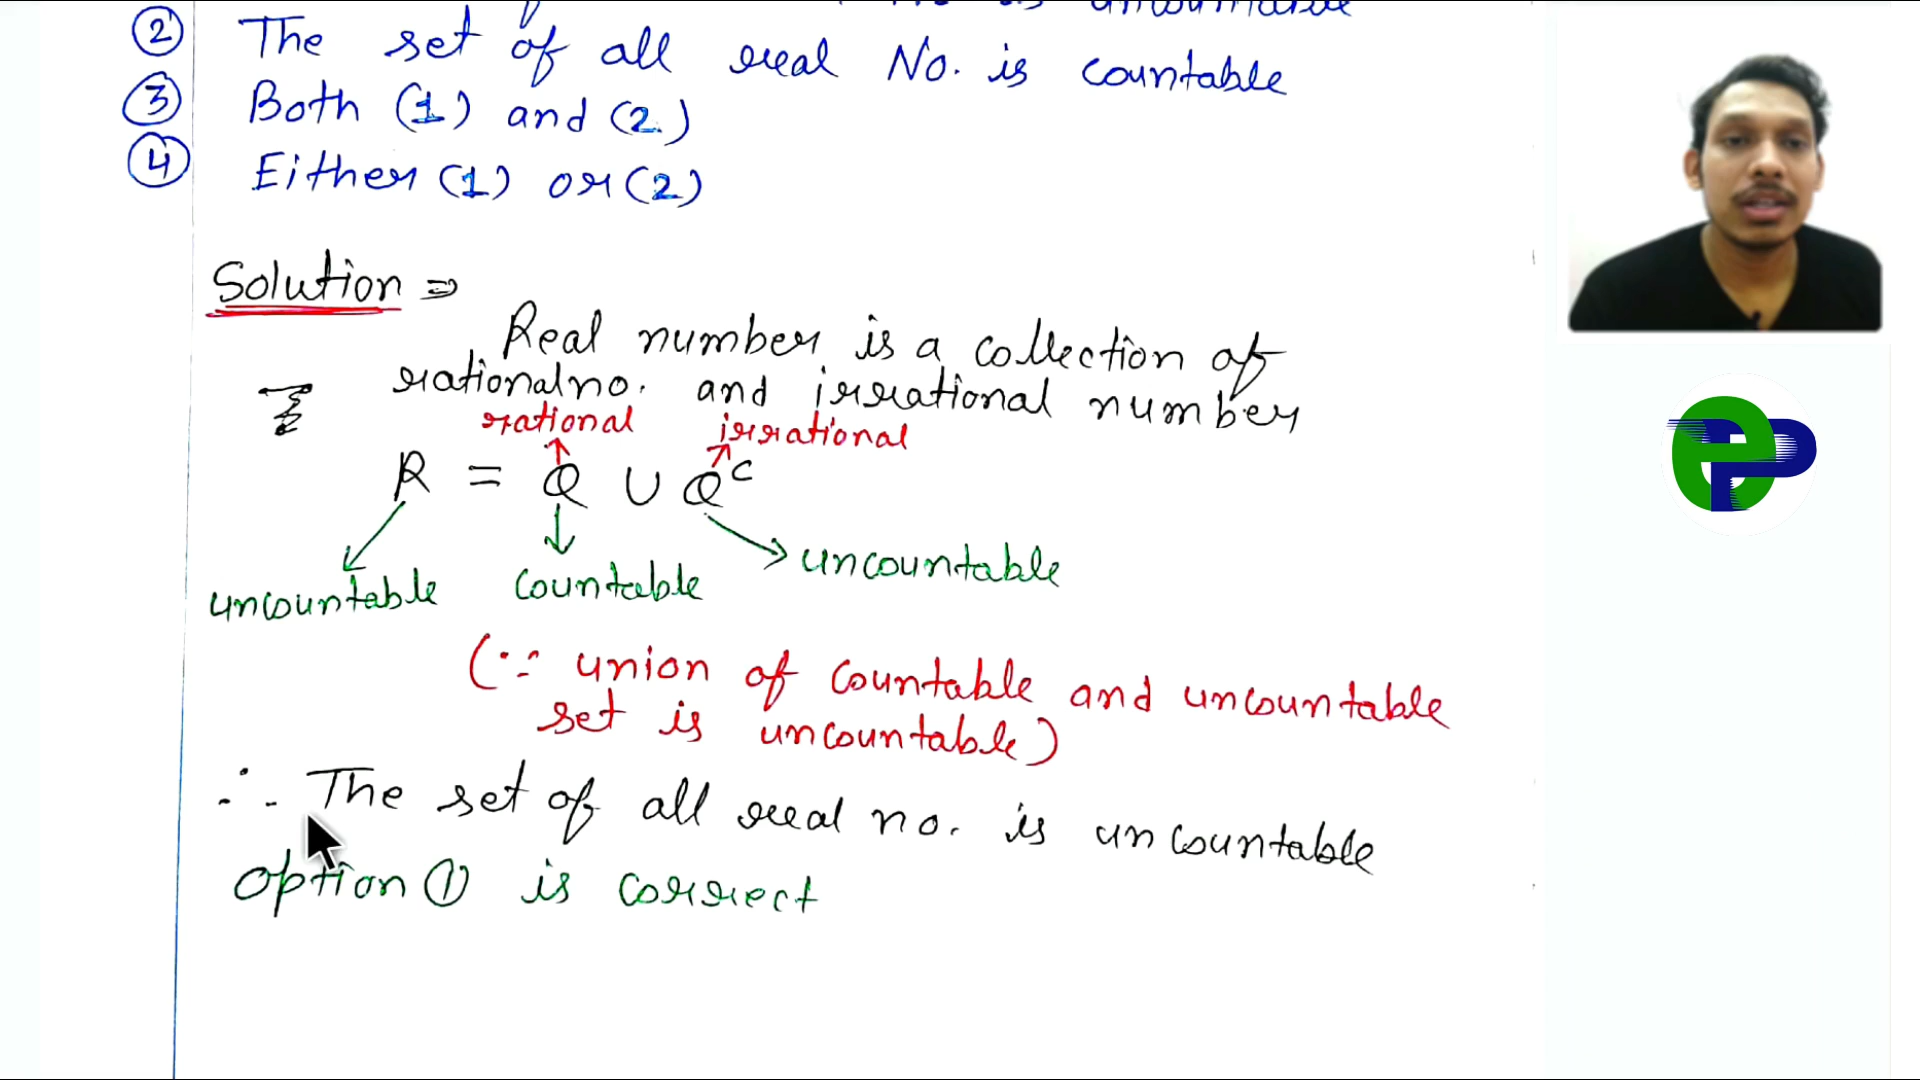 ② The set of all real No. is countable
③ Both (1) and (2)
④ Either (1) or (2)
Solution ⇒
Real number is a collection of
rational no. and irrational number
rational irrational
R = Q ∪ Qᶜ
uncountable countable uncountable
(∵ union of countable and uncountable
set is uncountable)
∴ The set of all real no. is uncountable
option ① is correct
eP